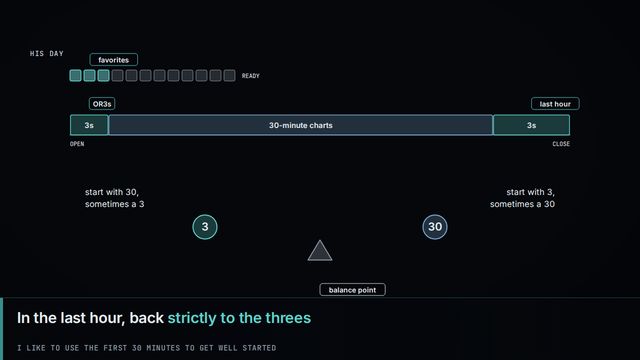 HIS DAY
favorites
READY
OR3s
last hour
3s
30-minute charts
3s
OPEN
CLOSE
start with 30,
sometimes a 3
start with 3,
sometimes a 30
3
30
balance point
In the last hour, back strictly to the threes
I LIKE TO USE THE FIRST 30 MINUTES TO GET WELL STARTED